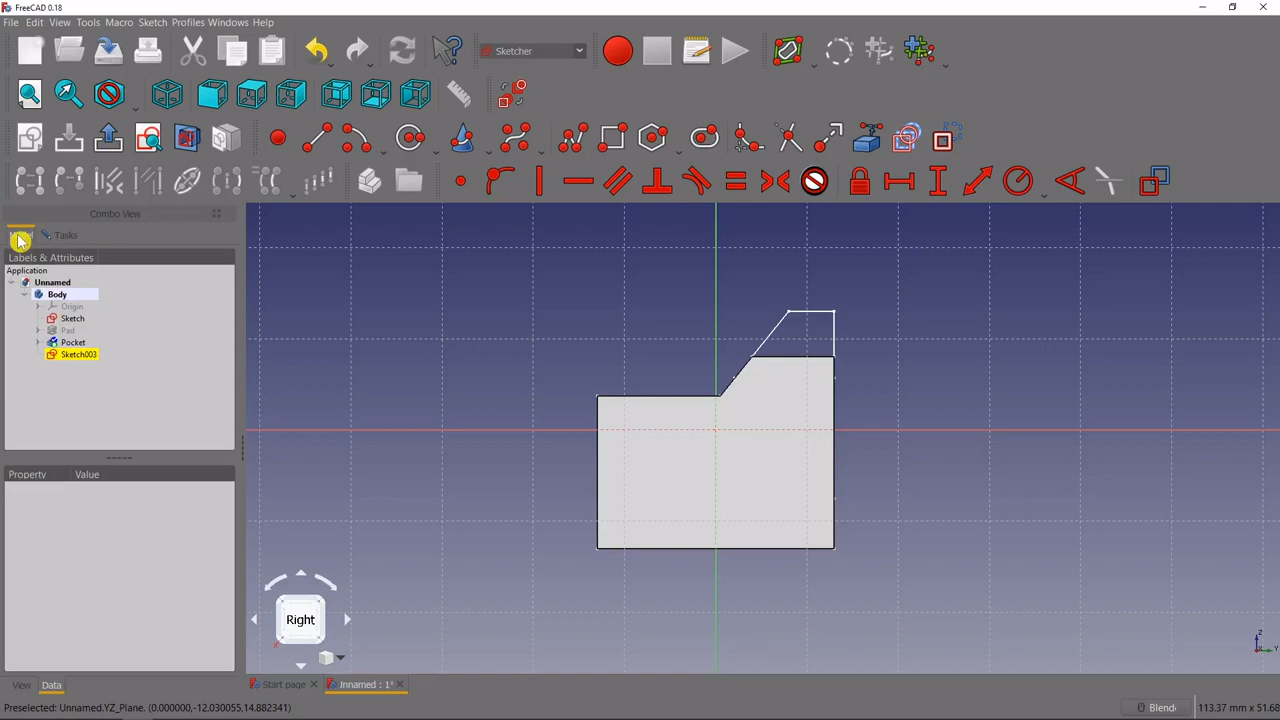 FreeCAD 0.18
File Edit View Tools Macro Sketch Profiles Windows Help
Sketcher
Combo View
Tasks
Labels & Attributes
Application
Unnamed
Body
Origin
Sketch
Pad
Pocket
Sketch003
Property Value
Right
x
Z
Y
View Data
Start page
Jnnamed : 1*
Preselected: Unnamed.YZ_Plane. (0.000000,-12.030055,14.882341)
Blend
113.37 mm x 51.68